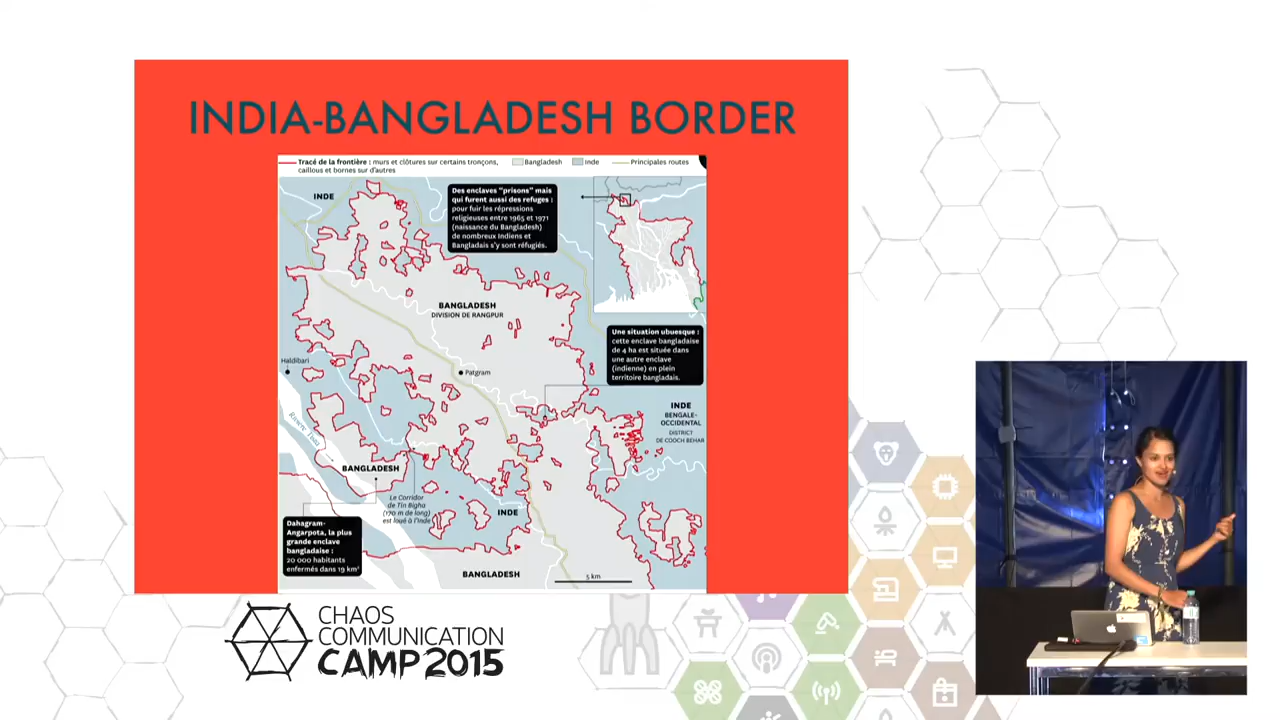 INDIA-BANGLADESH BORDER
Tracé de la frontière : murs et clôtures sur certains tronçons,
caillous et bornes sur d'autres
Bangladesh
Inde
Principales routes
INDE
Des enclaves "prisons" mais
qui furent aussi des refuges :
pour fuir les répressions
religieuses entre 1965 et 1971
(naissance du Bangladesh)
de nombreux Indiens et
Bangladais s'y sont réfugiés.
BANGLADESH
DIVISION DE RANGPUR
Une situation ubuesque :
cette enclave bangladaise
de 4 ha est située dans
une autre enclave
(indienne) en plein
territoire bangladais.
Haldibari
Patgram
INDE
BENGALE-
OCCIDENTAL
DISTRICT
DE COOCH BEHAR
BANGLADESH
Le Corridor
de Tin Bigha
(170 m de long)
est loué à l'Inde
INDE
Dahagram-
Angarpota, la plus
grande enclave
bangladaise :
20 000 habitants
enfermés dans 19 km²
BANGLADESH
5 km
CHAOS
COMMUNICATION
CAMP 2015